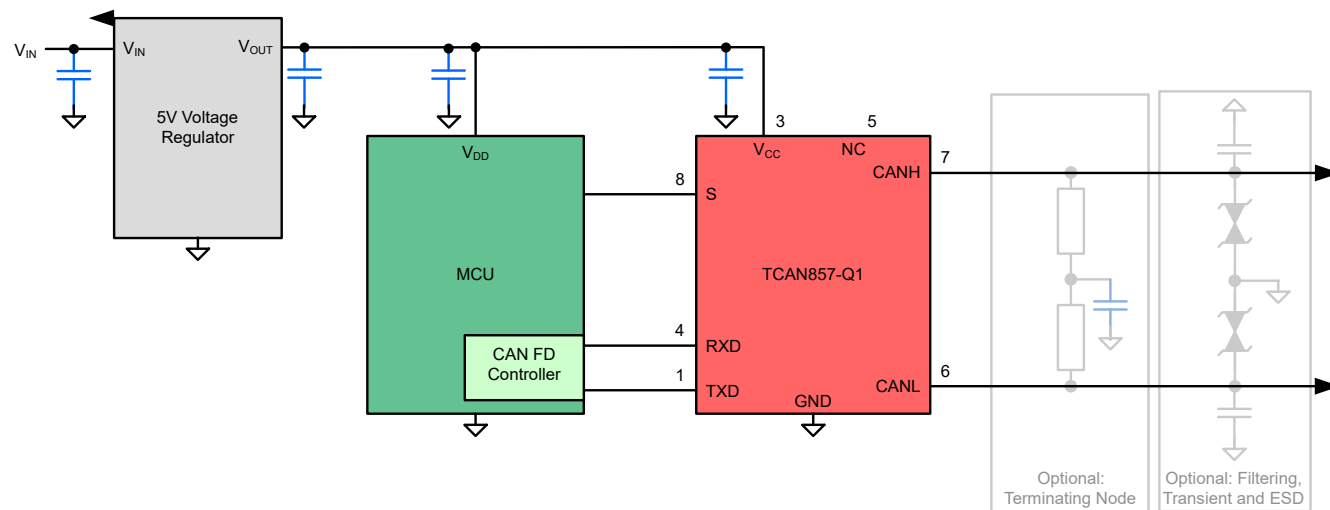 VIN
VIN
VOUT
5V Voltage
Regulator
3
5
VDD
VCC
NC
7
CANH
8
S
MCU
TCAN857-Q1
4
RXD
CAN FD
Controller
1
TXD
6
CANL
GND
Optional:
Terminating Node
Optional: Filtering,
Transient and ESD